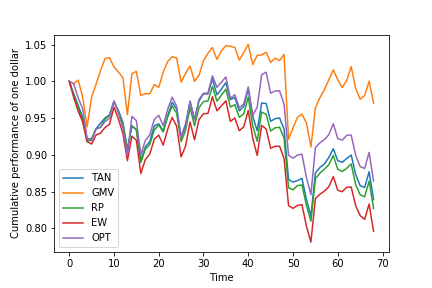 Cumulative perforonance of one dollar
1.05
1.00
0.95
0.90
0.85
0.80
TAN
GMV
RP
EW
OPT
0 10 20 30 40 50 60 70
Time